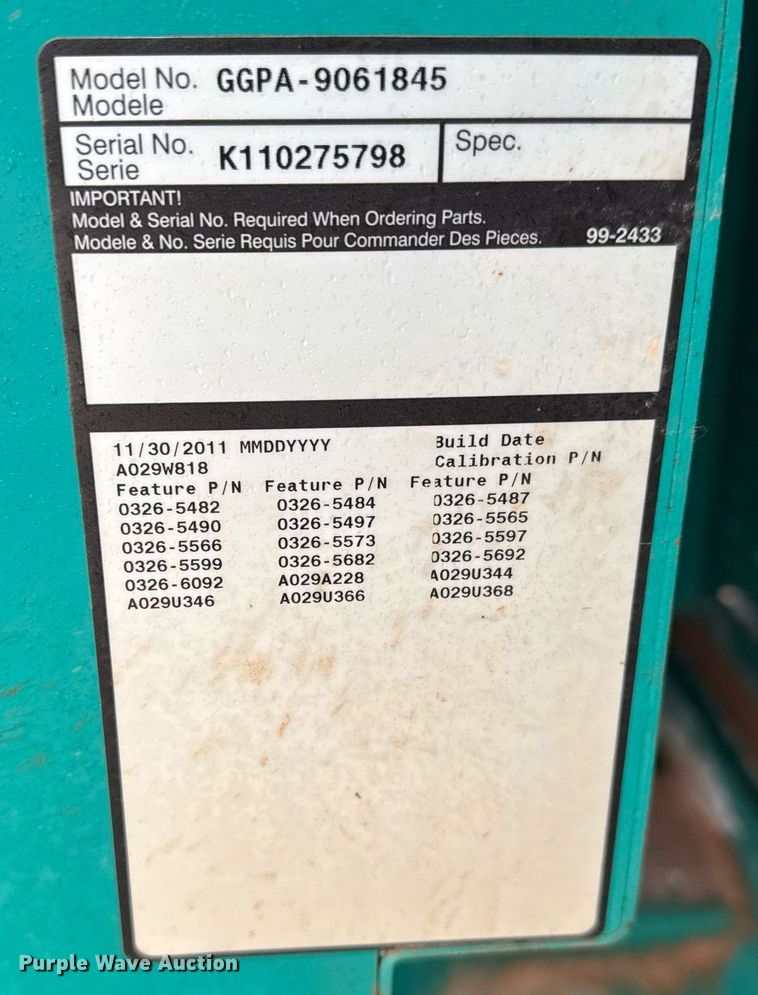 Model No. GGPA-9061845
Modele
Serial No. K110275798
Serie
Spec.
IMPORTANT!
Model & Serial No. Required When Ordering Parts.
Modele & No. Serie Requis Pour Commander Des Pieces. 99-2433
11/30/2011 MMDDYYYY Build Date
A029W818 Calibration P/N
Feature P/N Feature P/N Feature P/N
0326-5482 0326-5484 0326-5487
0326-5490 0326-5497 0326-5565
0326-5566 0326-5573 0326-5597
0326-5599 0326-5682 0326-5692
0326-6092 A029A228 A029U344
A029U346 A029U366 A029U368
Purple Wave Auction